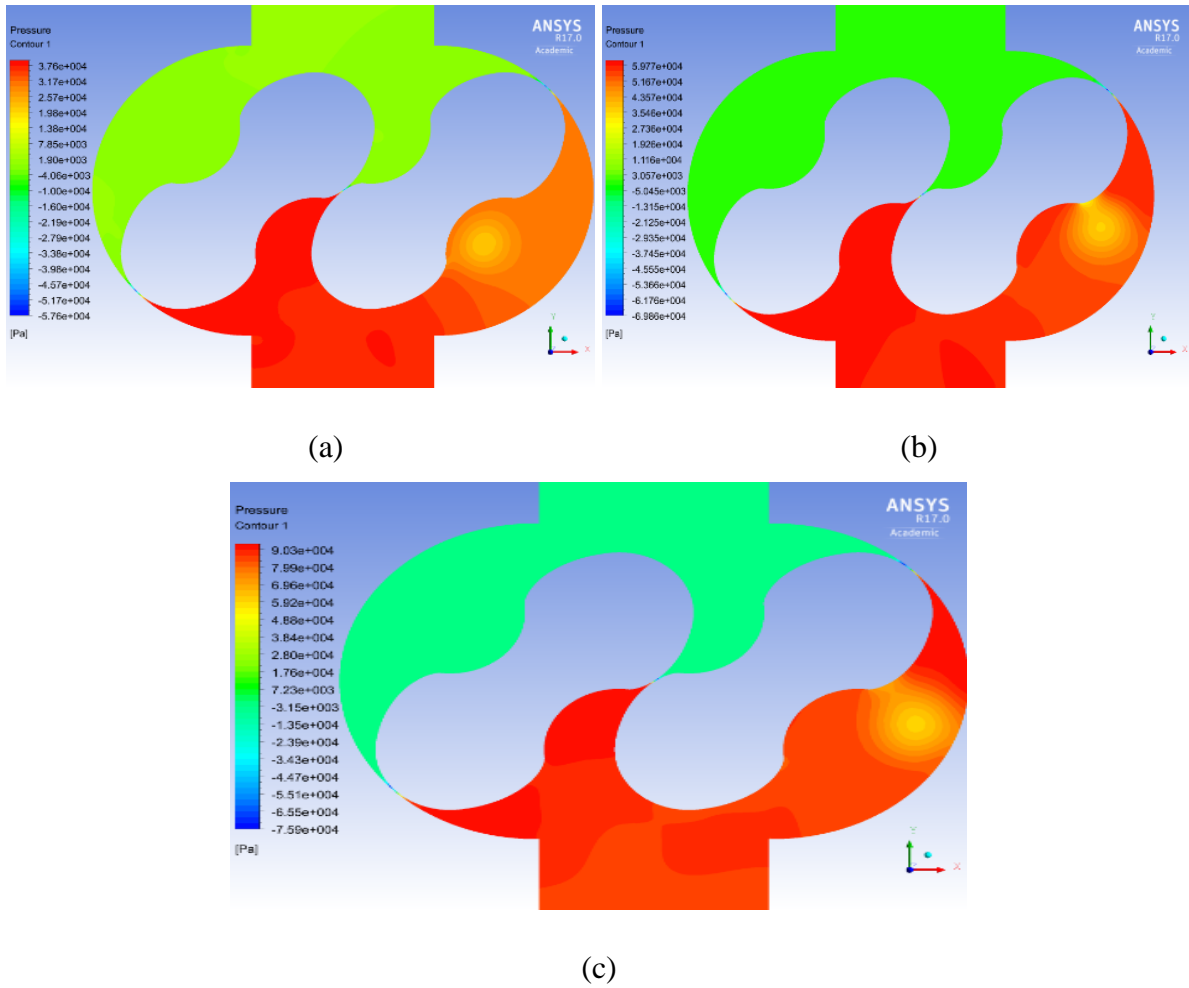 Pressure
Contour 1
3.76e+004
3.17e+004
2.57e+004
1.98e+004
1.38e+004
7.85e+003
1.90e+003
-4.06e+003
-1.00e+004
-1.60e+004
-2.19e+004
-2.79e+004
-3.38e+004
-3.98e+004
-4.57e+004
-5.17e+004
-5.76e+004
[Pa]
ANSYS
R17.0
Academic
Y
X
(a)
Pressure
Contour 1
5.977e+004
5.167e+004
4.357e+004
3.546e+004
2.736e+004
1.926e+004
1.116e+004
3.057e+003
-5.045e+003
-1.315e+004
-2.125e+004
-2.935e+004
-3.745e+004
-4.555e+004
-5.366e+004
-6.176e+004
-6.986e+004
[Pa]
ANSYS
R17.0
Academic
Y
X
(b)
Pressure
Contour 1
9.03e+004
7.99e+004
6.96e+004
5.92e+004
4.88e+004
3.84e+004
2.80e+004
1.76e+004
7.23e+003
-3.15e+003
-1.35e+004
-2.39e+004
-3.43e+004
-4.47e+004
-5.51e+004
-6.55e+004
-7.59e+004
[Pa]
ANSYS
R17.0
Academic
Y
X
(c)